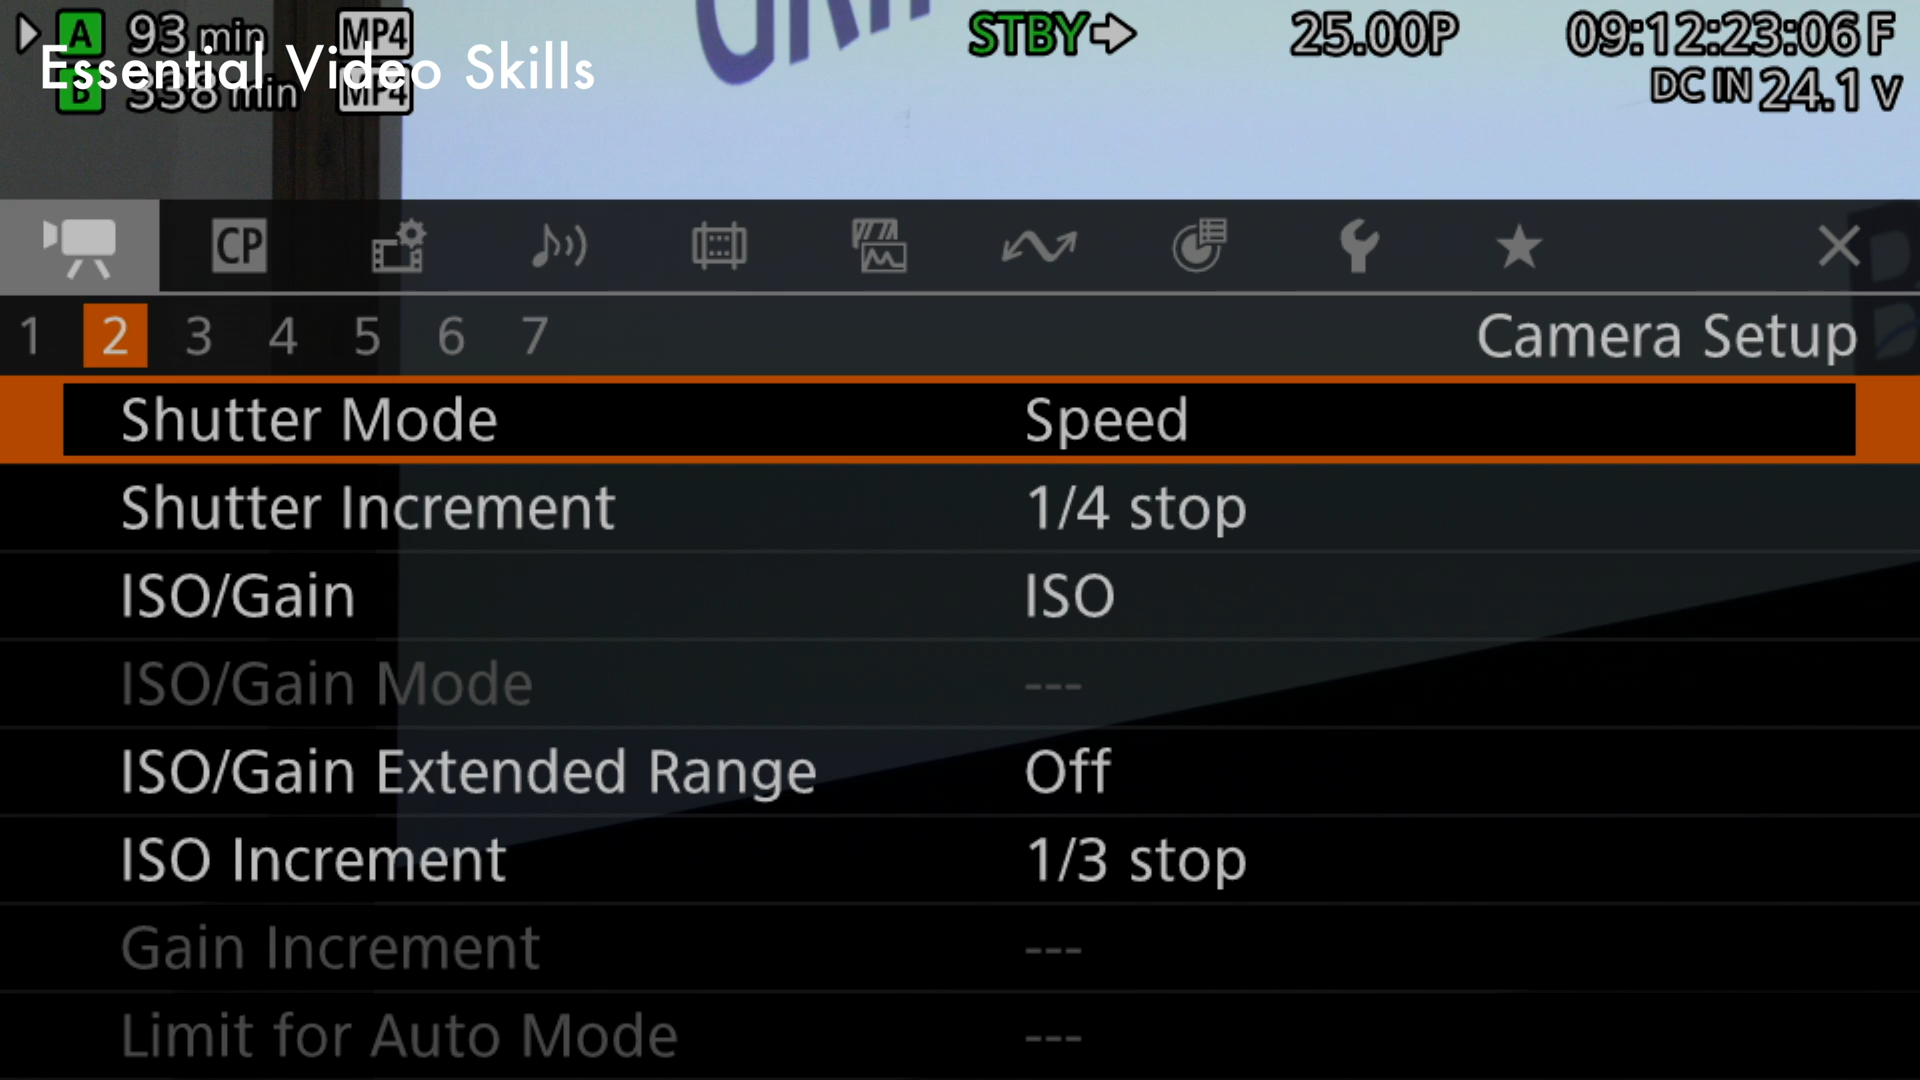 A 93 min MP4 STBY 25.00P 09:12:23:06 F
Essential Video Skills
B 338 min MP4 DC IN 24.1 V
CP
1 2 3 4 5 6 7 Camera Setup
Shutter Mode Speed
Shutter Increment 1/4 stop
ISO/Gain ISO
ISO/Gain Mode ---
ISO/Gain Extended Range Off
ISO Increment 1/3 stop
Gain Increment ---
Limit for Auto Mode ---